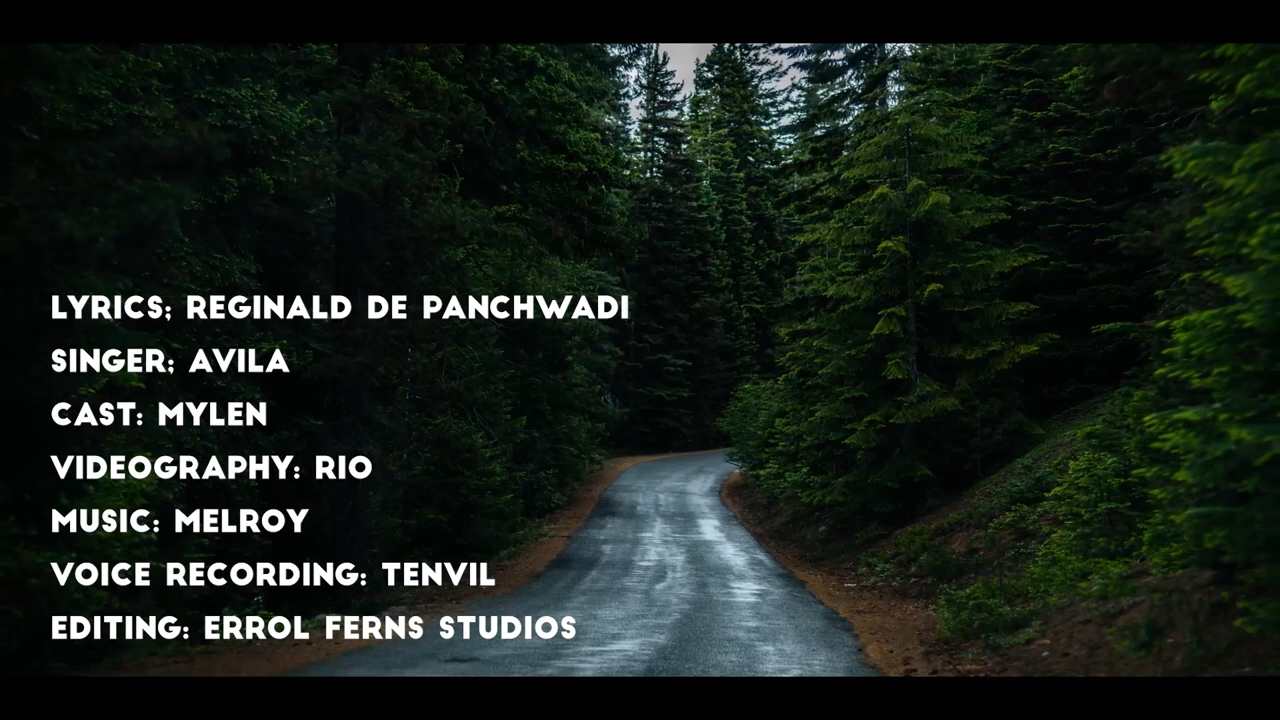 LYRICS; REGINALD DE PANCHWADI
SINGER; AVILA
CAST: MYLEN
VIDEOGRAPHY: RIO
MUSIC: MELROY
VOICE RECORDING: TENVIL
EDITING: ERROL FERNS STUDIOS